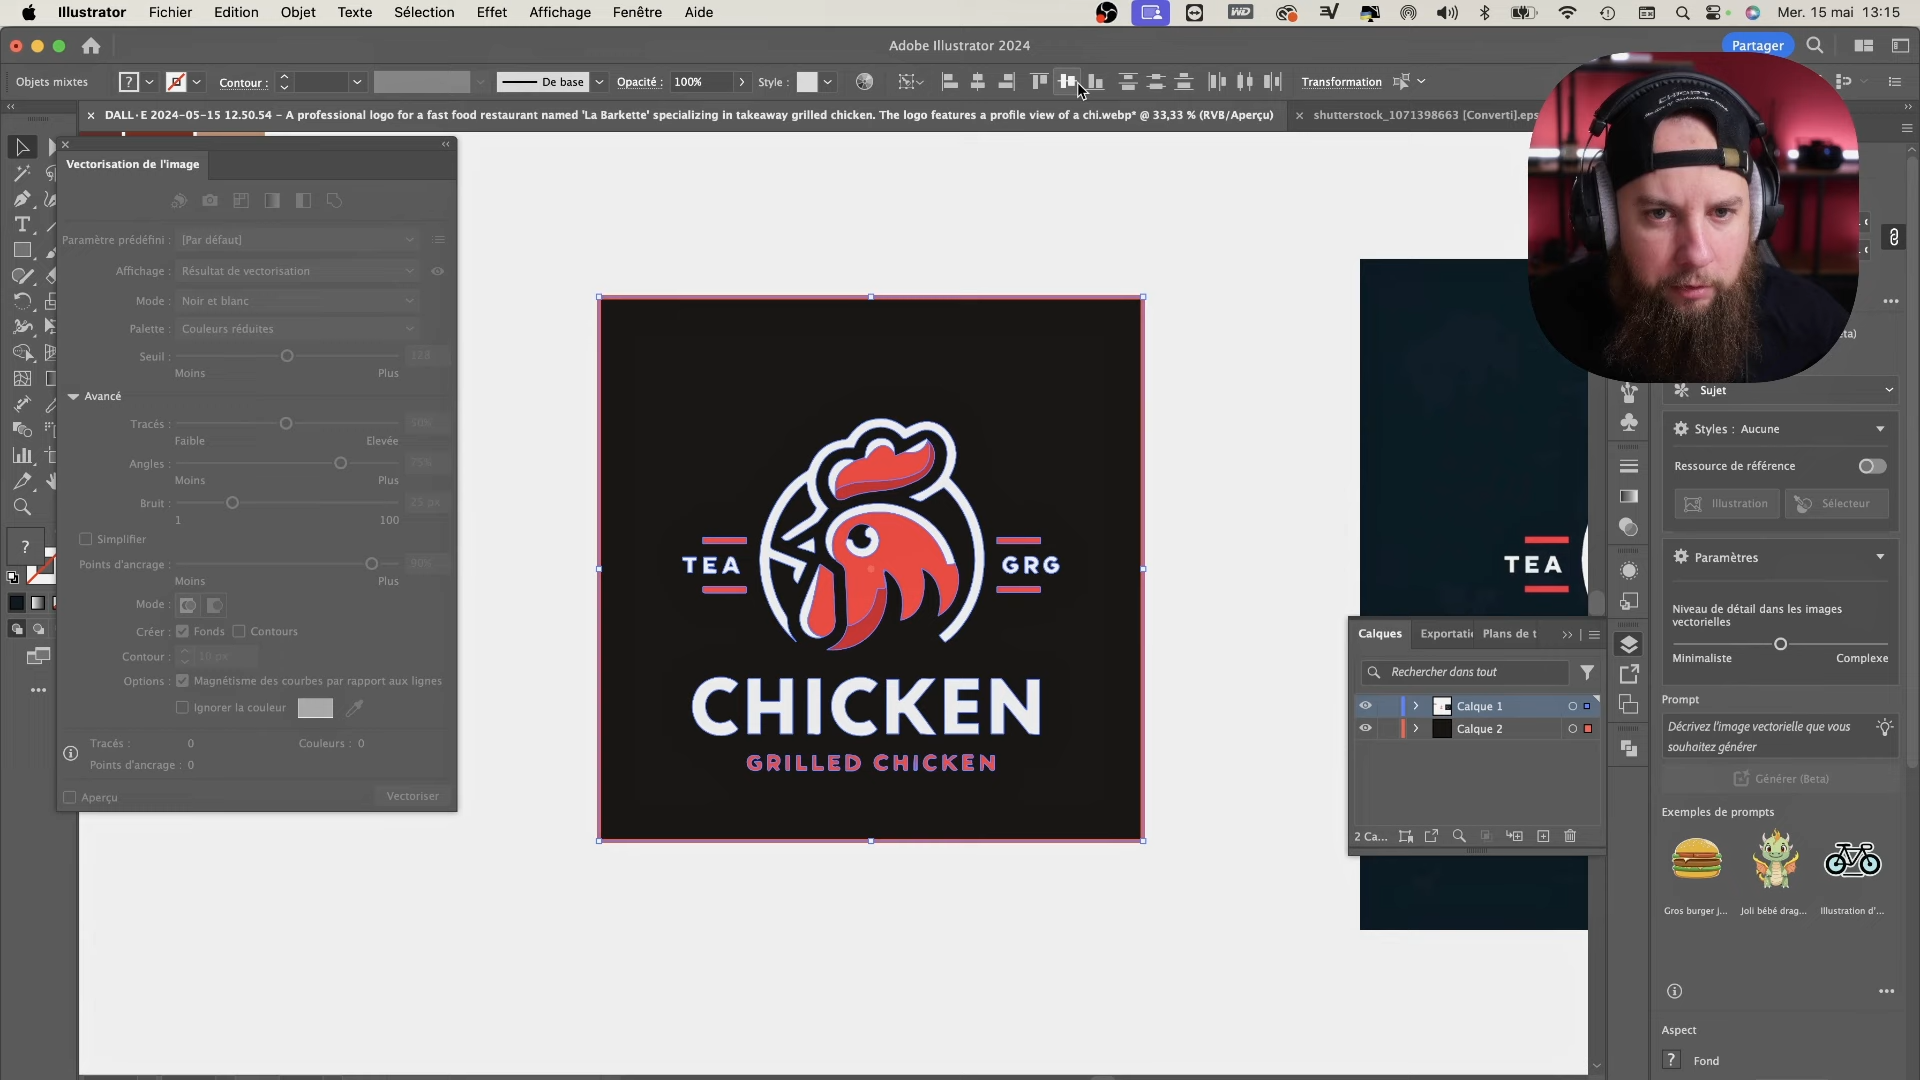 Illustrator Fichier Edition Objet Texte Sélection Effet Affichage Fenêtre Aide
Mer. 15 mai 13:15
Adobe Illustrator 2024
Partager
Objets mixtes
?
Contour :
De base
Opacité : 100%
Style :
Transformation
× DALL·E 2024-05-15 12.50.54 – A professional logo for a fast food restaurant named 'La Barkette' specializing in takeaway grilled chicken. The logo features a profile view of a chi.webp* @ 33,33 % (RVB/Aperçu)
× shutterstock_1071398663 [Converti].eps
Vectorisation de l'image
Paramètre prédéfini : [Par défaut]
Affichage : Résultat de vectorisation
Mode : Noir et blanc
Palette : Couleurs réduites
Seuil : 128
Moins Plus
Avancé
Tracés : 50%
Faible Elevée
Angles : 75%
Moins Plus
Bruit : 25 px
1 100
Simplifier
Points d'ancrage : 90%
Moins Plus
Mode :
Créer : Fonds Contours
Contour : 10 px
Options : Magnétisme des courbes par rapport aux lignes
Ignorer la couleur
Tracés : 0 Couleurs : 0
Points d'ancrage : 0
Aperçu
Vectoriser
?
TEA
GRG
CHICKEN
GRILLED CHICKEN
TEA
Calques
Exportatio
Plans de t
Rechercher dans tout
Calque 1
Calque 2
2 Ca...
Sujet
Styles : Aucune
Ressource de référence
Illustration
Sélecteur
Paramètres
Niveau de détail dans les images
vectorielles
Minimaliste Complexe
Prompt
Décrivez l'image vectorielle que vous
souhaitez générer
Générer (Beta)
Exemples de prompts
Gros burger j...
Joli bébé drag...
Illustration d'...
Aspect
? Fond